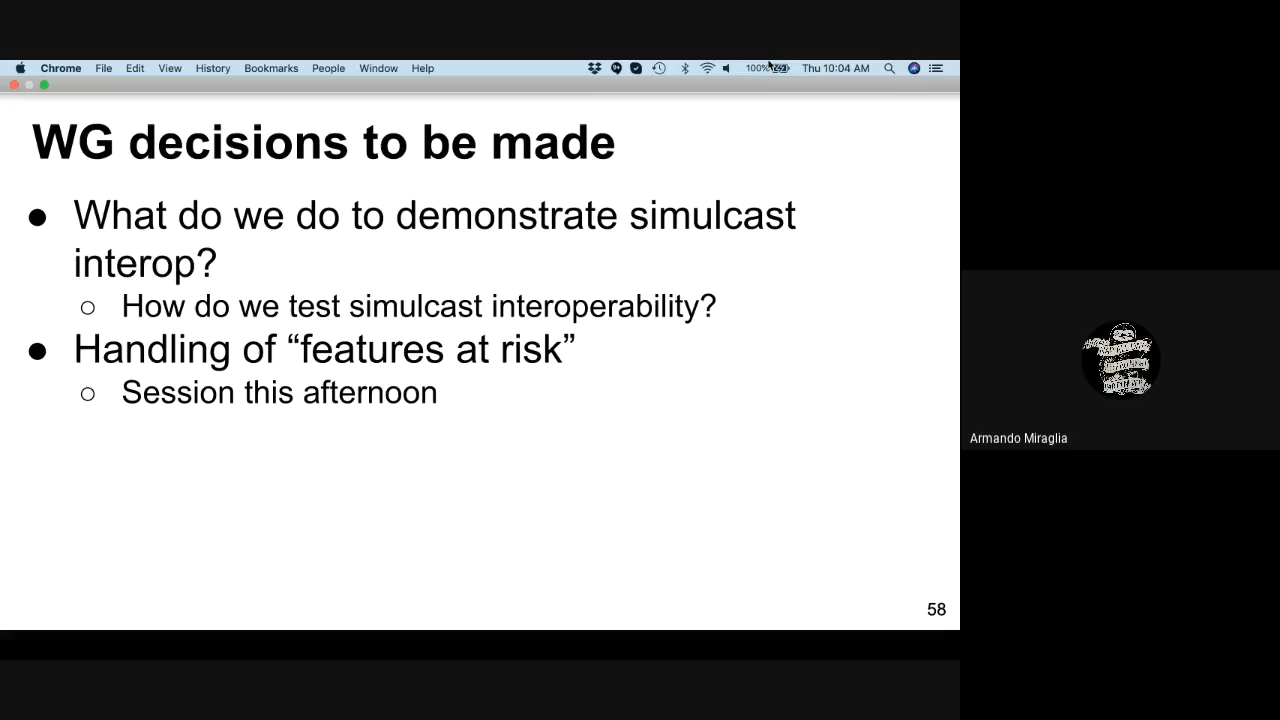 Chrome File Edit View History Bookmarks People Window Help 100% Thu 10:04 AM
WG decisions to be made
● What do we do to demonstrate simulcast
interop?
○ How do we test simulcast interoperability?
● Handling of “features at risk”
○ Session this afternoon
58
Armando Miraglia